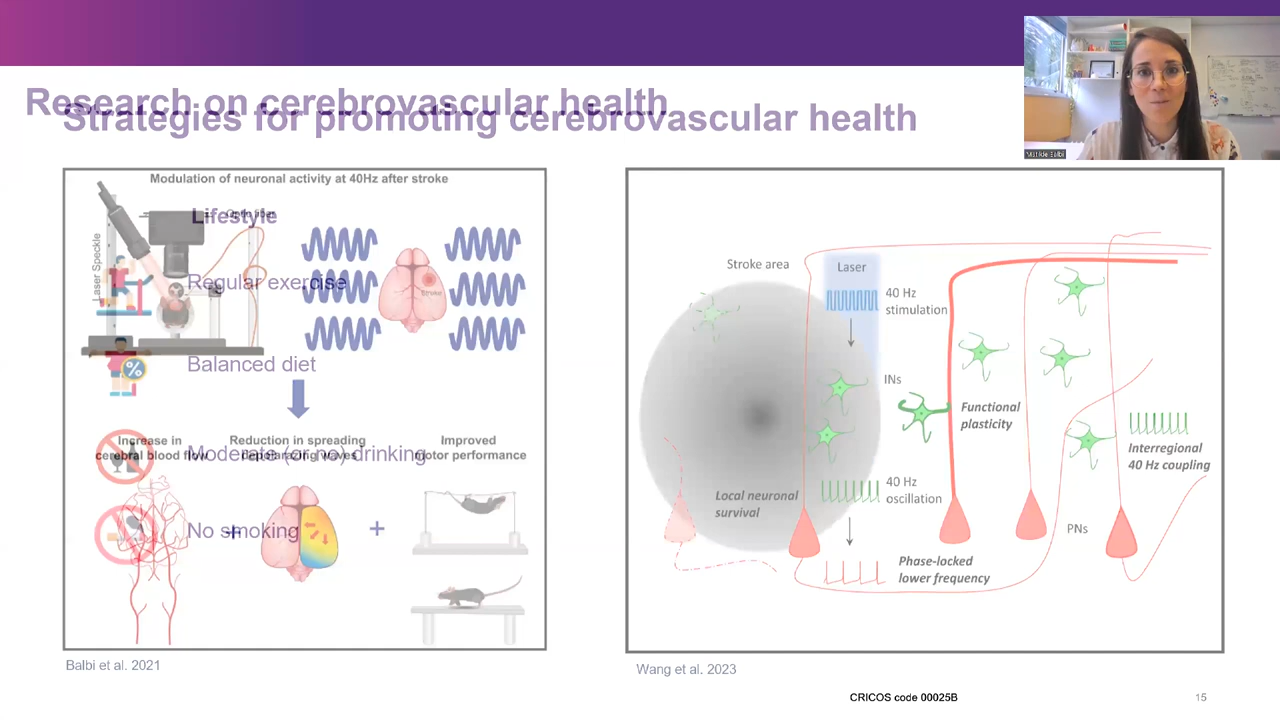 Research on cerebrovascular health
Strategies for promoting cerebrovascular health
Matilde Balbi
Modulation of neuronal activity at 40Hz after stroke
Laser Speckle
Lifestyle
Stroke
Regular exercise
Balanced diet
Increase in
cerebral blood flow
Reduction in spreading
depolarizing waves
Improved
motor performance
Moderate (or no) drinking
No smoking
+
+
Balbi et al. 2021
Stroke area
Laser
40 Hz
stimulation
INs
Functional
plasticity
Interregional
40 Hz coupling
40 Hz
oscillation
Local neuronal
survival
PNs
Phase-locked
lower frequency
Wang et al. 2023
CRICOS code 00025B
15